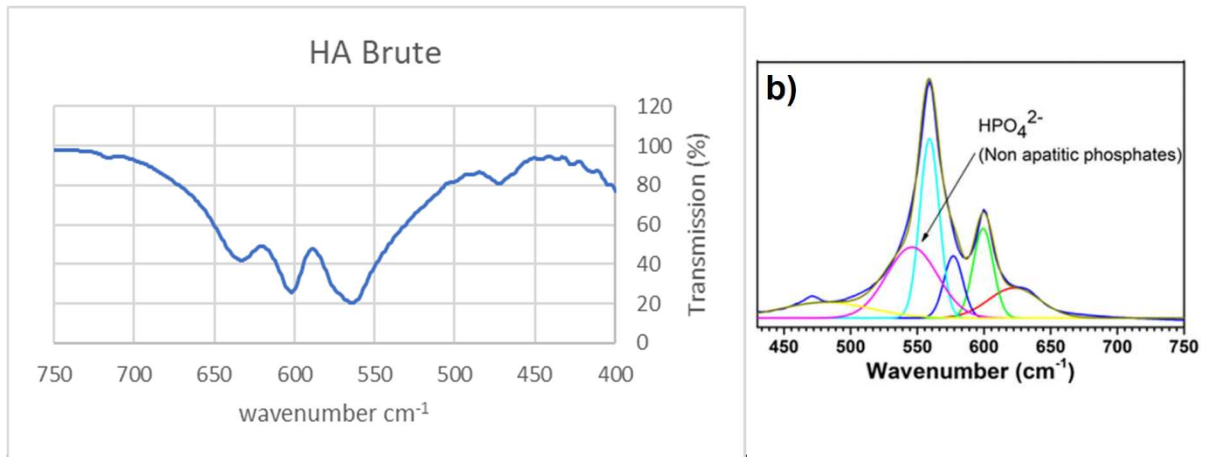 HA Brute
120
100
80
60
40
20
0
Transmission (%)
750 700 650 600 550 500 450 400
wavenumber cm-1
b)
HPO42-
(Non apatitic phosphates)
450 500 550 600 650 700 750
Wavenumber (cm-1)